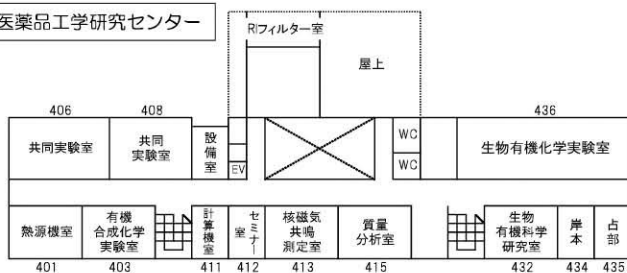 医薬品工学研究センター
RIフィルター室
屋上
406
408
436
共同実験室
共同
実験室
設備室
EV
WC
WC
生物有機化学実験室
熱源機室
有機
合成化学
実験室
計算機室
セミナー室
核磁気
共鳴
測定室
質量
分析室
生物
有機科学
研究室
岸本
占部
401
403
411
412
413
415
432
434
435